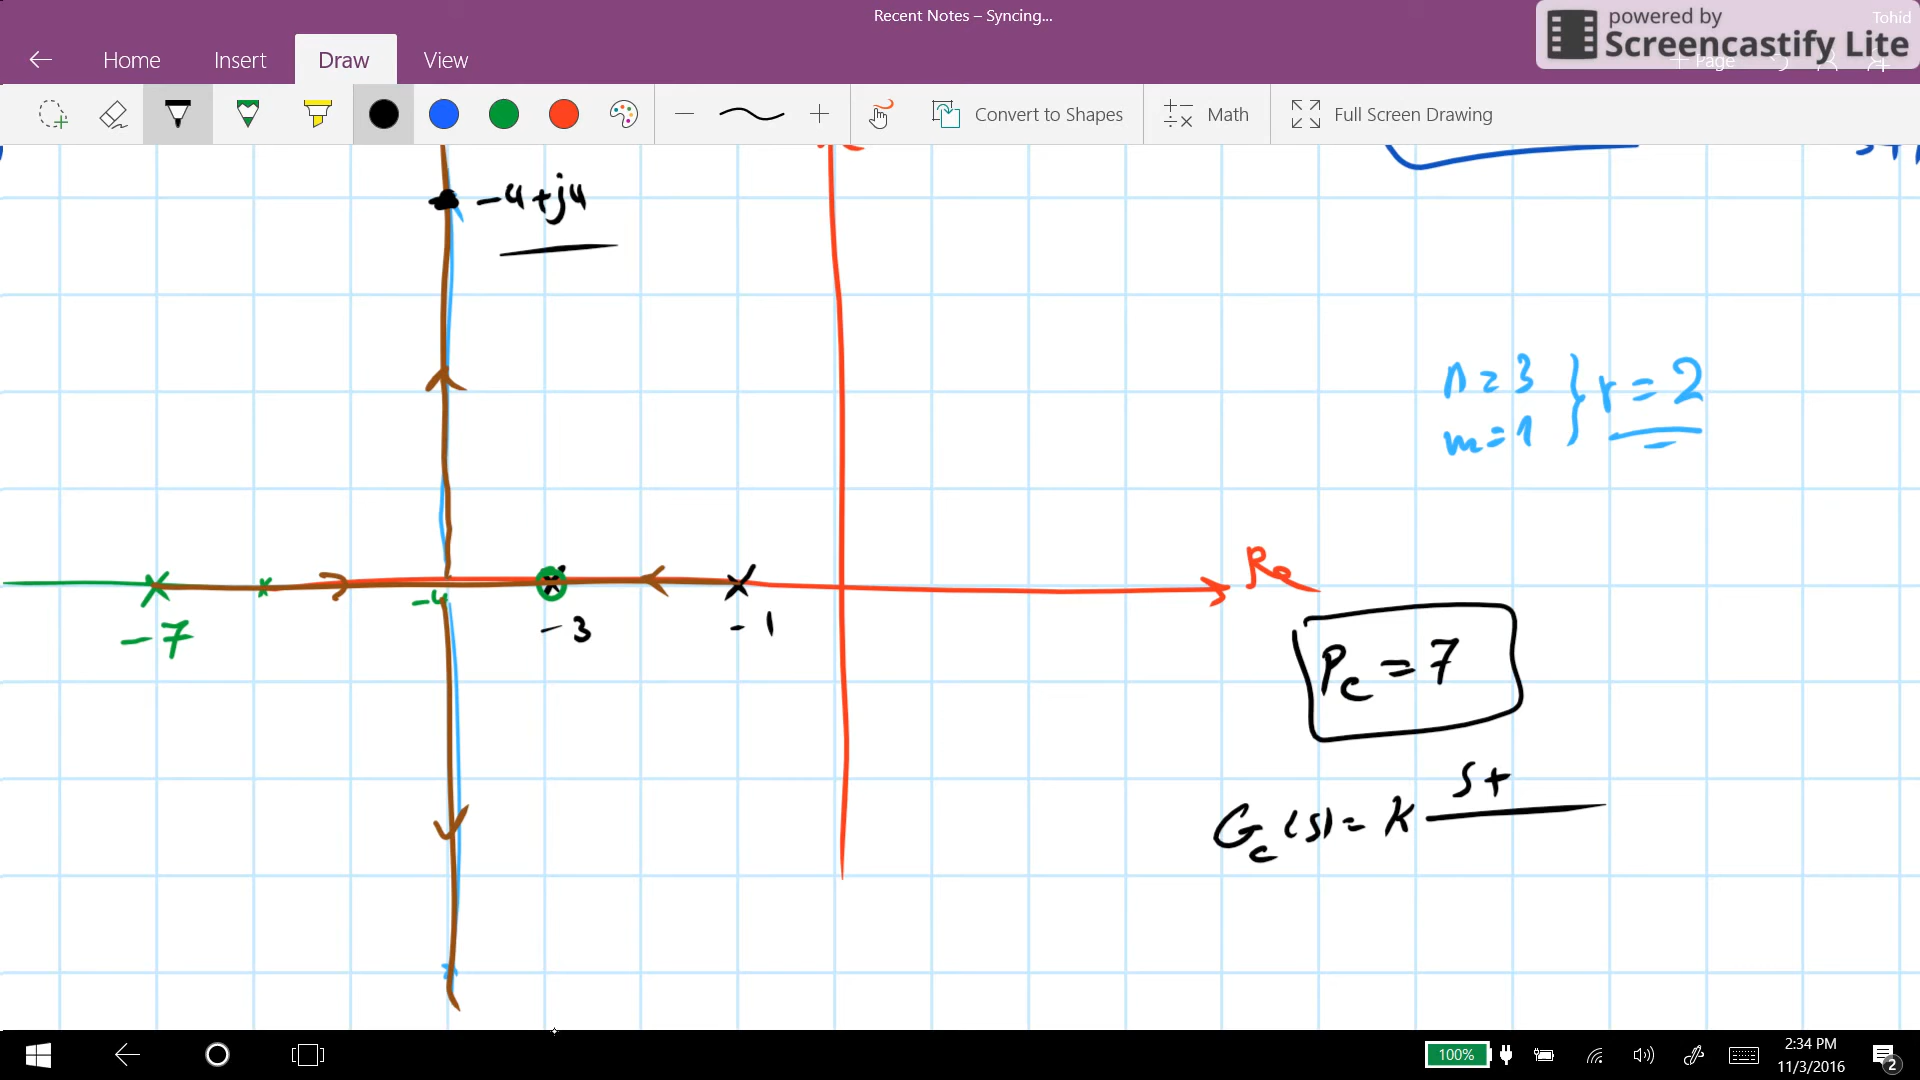 Recent Notes – Syncing...
powered by
Screencastify Lite
Tohid
Home Insert Draw View
+ Page
Convert to Shapes Math Full Screen Drawing
-4+j4
n = 3
m = 1
} r = 2
Re
-4
-7
-3
-1
Pc = 7
s+
Gc(s) = K
100%
2:34 PM
11/3/2016
2